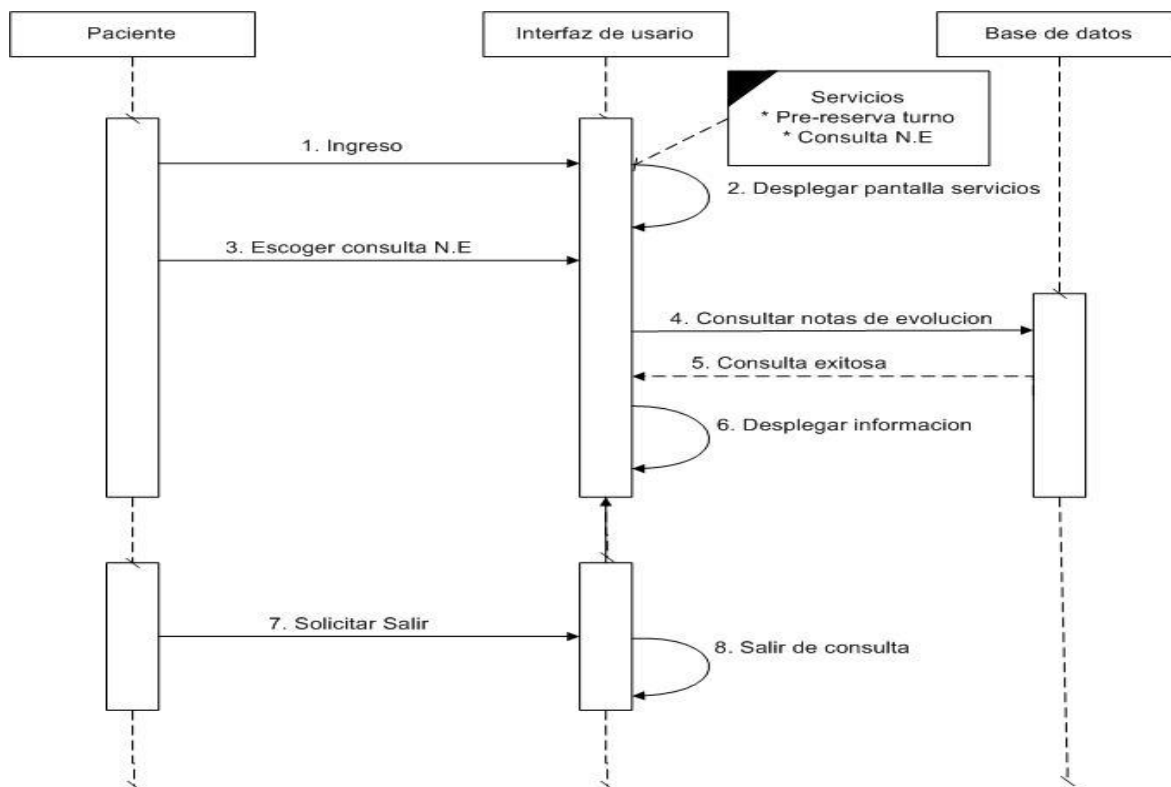 Paciente
Interfaz de usario
Base de datos
Servicios
* Pre-reserva turno
* Consulta N.E
1. Ingreso
2. Desplegar pantalla servicios
3. Escoger consulta N.E
4. Consultar notas de evolucion
5. Consulta exitosa
6. Desplegar informacion
7. Solicitar Salir
8. Salir de consulta